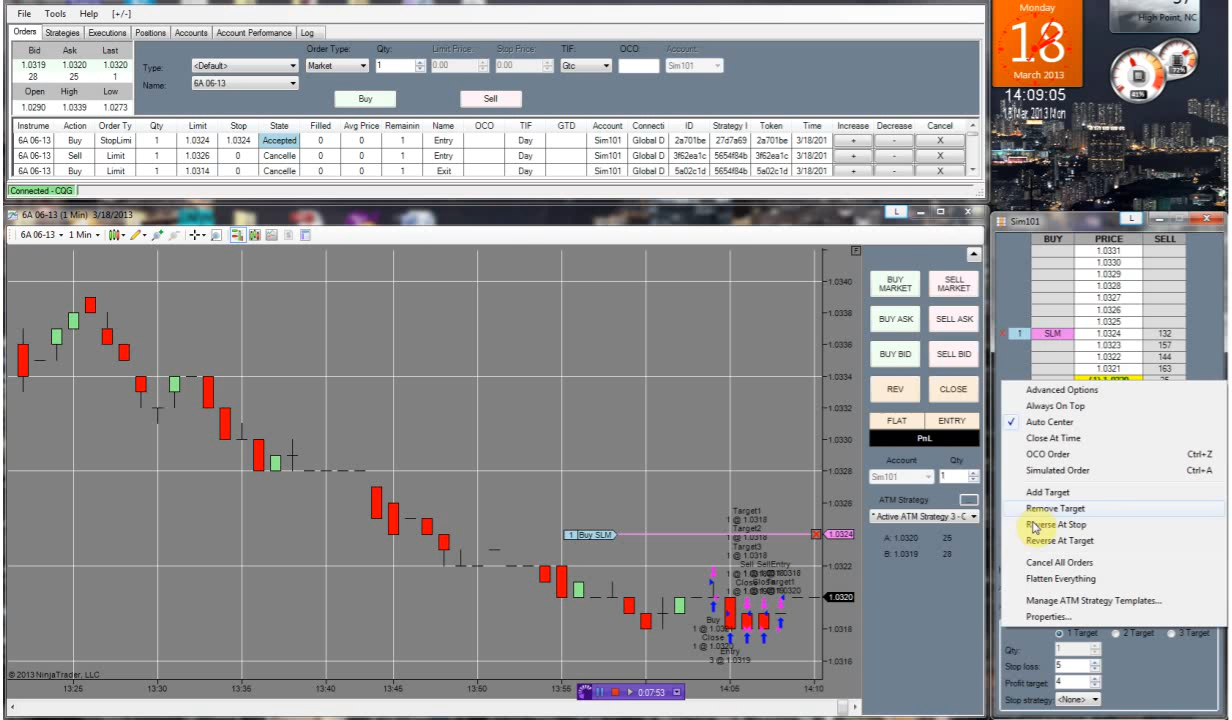 File Tools Help [+/-]
Orders Strategies Executions Positions Accounts Account Performance Log
Bid Ask Last
1.0319 1.0320 1.0320
28 25 1
Open High Low
1.0290 1.0339 1.0273
Order Type: Qty: Limit Price: Stop Price: TIF: OCO: Account:
Type: <Default> Market 1 0.00 0.00 Gtc Sim101
Name: 6A 06-13
Buy Sell
Instrume Action Order Ty Qty Limit Stop State Filled Avg Price Remainin Name OCO TIF GTD Account Connecti ID Strategy I Token Time Increase Decrease Cancel
6A 06-13 Buy StopLimi 1 1.0324 1.0324 Accepted 0 0 1 Entry Day Sim101 Global D 2a701be 27d7a69 2a701be 3/18/201 + - X
6A 06-13 Sell Limit 1 1.0326 0 Cancelle 0 0 1 Entry Day Sim101 Global D 3f62ea1c 5654f84b 3f62ea1c 3/18/201 + - X
6A 06-13 Buy Limit 1 1.0314 0 Cancelle 0 0 1 Exit Day Sim101 Global D 5a02c1d 5654f84b 5a02c1d 3/18/201 + - X
Connected - CQG
Monday
18
March 2013
14:09:05
18 Mar 2013 Mon
High Point, NC
41%
72%
6A 06-13 (1 Min) 3/18/2013
L
6A 06-13 1 Min
F
1.0340
1.0338
1.0336
1.0334
1.0332
1.0330
1.0328
1.0326
1.0324
1.0322
1.0320
1.0318
1.0316
1 Buy SLM
Target1
1 @ 1.0318
Target2
1 @ 1.0318
Target3
1 @ 1.0318
Buy
Close
Entry
3 @ 1.0319
© 2013 NinjaTrader, LLC
13:25 13:30 13:36 13:40 13:45 13:50 13:56 14:05 14:10
0:07:53
BUY MARKET
SELL MARKET
BUY ASK SELL ASK
BUY BID SELL BID
REV CLOSE
FLAT ENTRY
PnL
Account Qty
Sim101 1
ATM Strategy ...
* Active ATM Strategy 3 - C
A: 1.0320 25
B: 1.0319 28
Sim101
L
BUY PRICE SELL
1.0331
1.0330
1.0329
1.0328
1.0327
1.0326
1.0325
X 1 SLM 1.0324 132
1.0323 157
1.0322 144
1.0321 163
(1) 1.0320 25
Advanced Options
Always On Top
Auto Center
Close At Time
OCO Order Ctrl+Z
Simulated Order Ctrl+A
Add Target
Remove Target
Reverse At Stop
Reverse At Target
Cancel All Orders
Flatten Everything
Manage ATM Strategy Templates...
Properties...
1 Target 2 Target 3 Target
Qty: 1
Stop loss: 5
Profit target: 4
Stop strategy: <None>